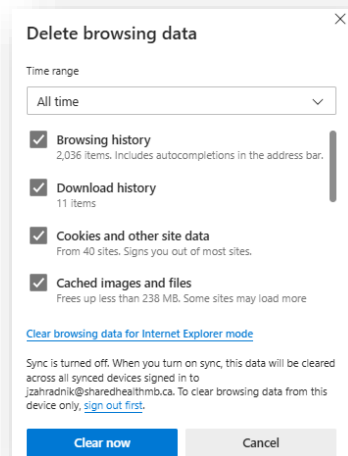 Delete browsing data
Time range
All time
Browsing history
2,036 items. Includes autocompletions in the address bar.
Download history
11 items
Cookies and other site data
From 40 sites. Signs you out of most sites.
Cached images and files
Frees up less than 238 MB. Some sites may load more
Clear browsing data for Internet Explorer mode
Sync is turned off. When you turn on sync, this data will be cleared
across all synced devices signed in to
jzahradnik@sharedhealthmb.ca. To clear browsing data from this
device only, sign out first.
Clear now Cancel